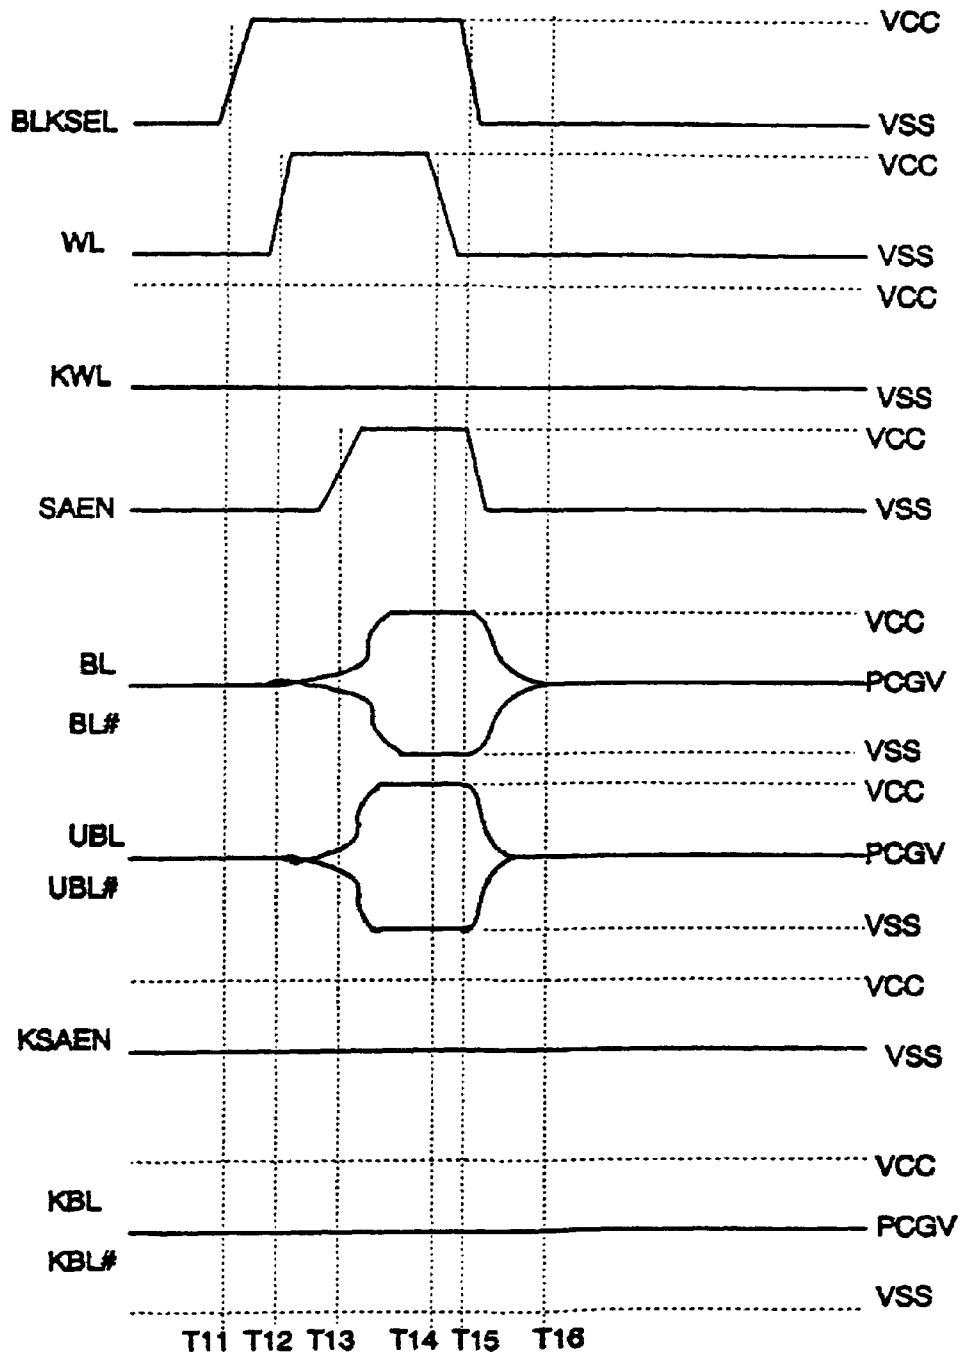 VCC
BLKSEL VSS
VCC
WL VSS
VCC
KWL VSS
VCC
SAEN VSS
VCC
BL PCGV
BL# VSS
VCC
UBL PCGV
UBL# VSS
VCC
KSAEN VSS
VCC
KBL PCGV
KBL# VSS
T11 T12 T13 T14 T15 T16